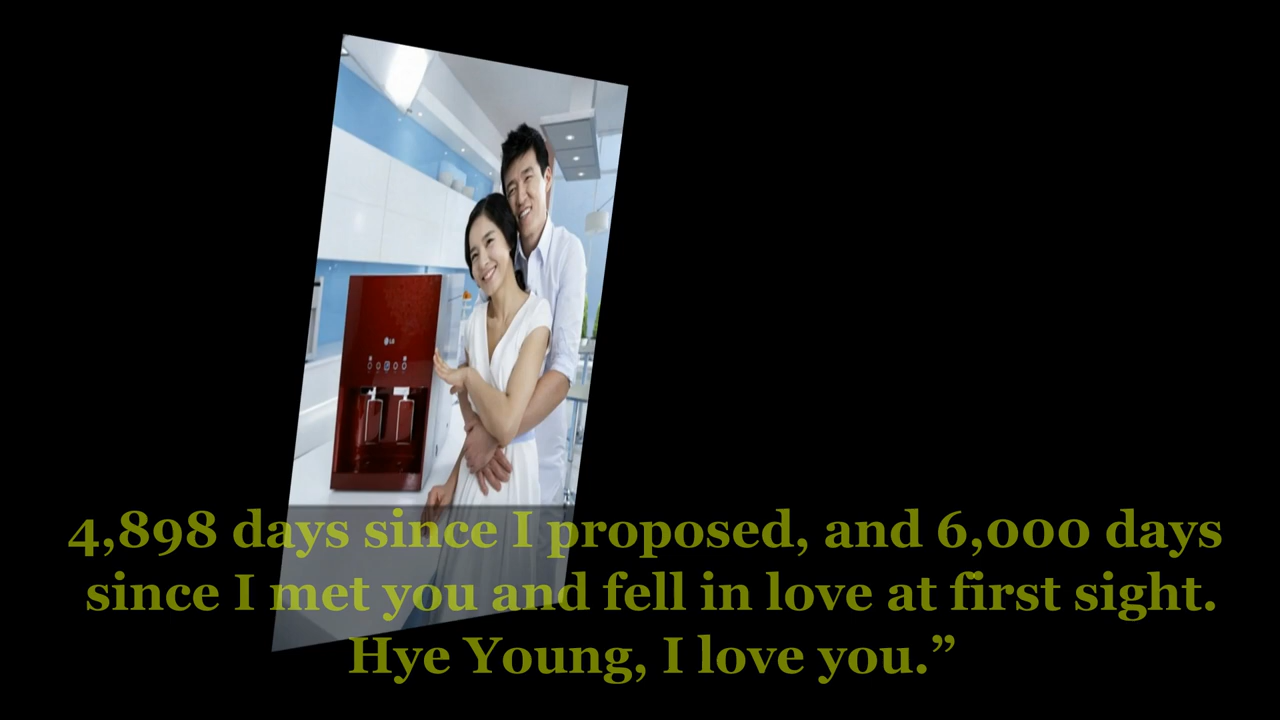 LG
4,898 days since I proposed, and 6,000 days
since I met you and fell in love at first sight.
Hye Young, I love you.”